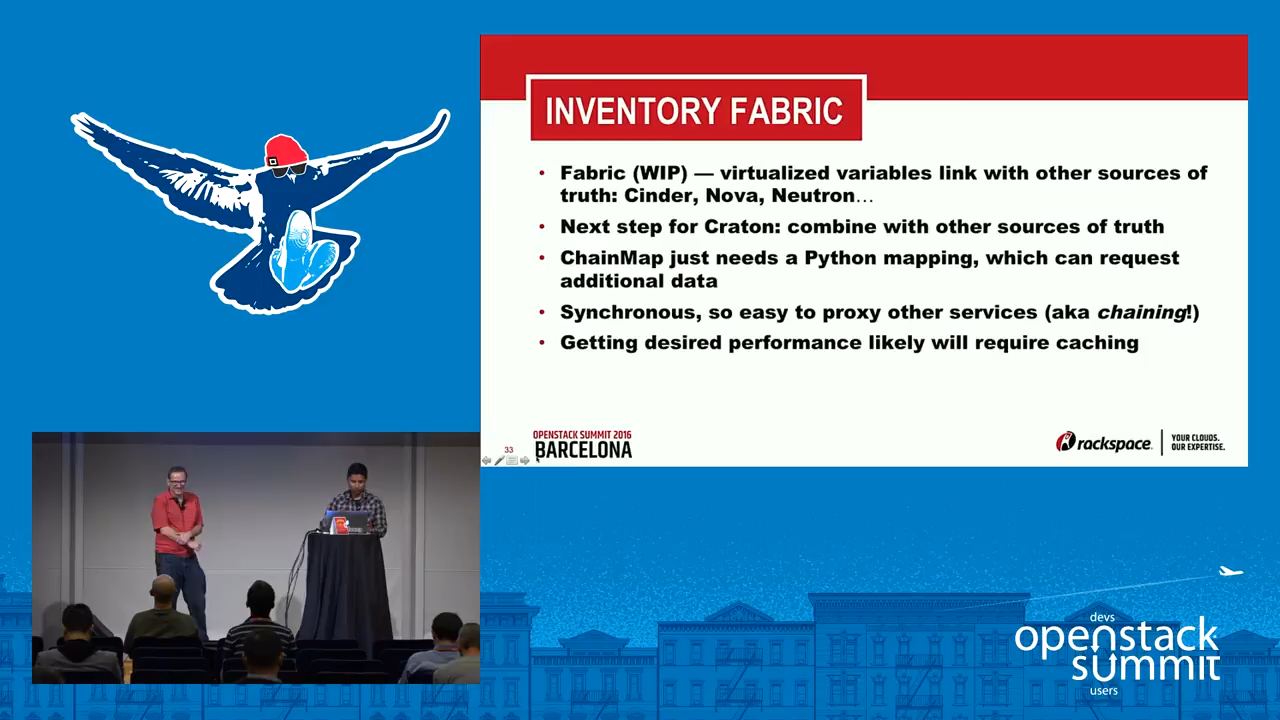 INVENTORY FABRIC
• Fabric (WIP) — virtualized variables link with other sources of
truth: Cinder, Nova, Neutron…
• Next step for Craton: combine with other sources of truth
• ChainMap just needs a Python mapping, which can request
additional data
• Synchronous, so easy to proxy other services (aka chaining!)
• Getting desired performance likely will require caching
33
OPENSTACK SUMMIT 2016
BARCELONA
rackspace.
YOUR CLOUDS.
OUR EXPERTISE.
devs
openstack
summit
users